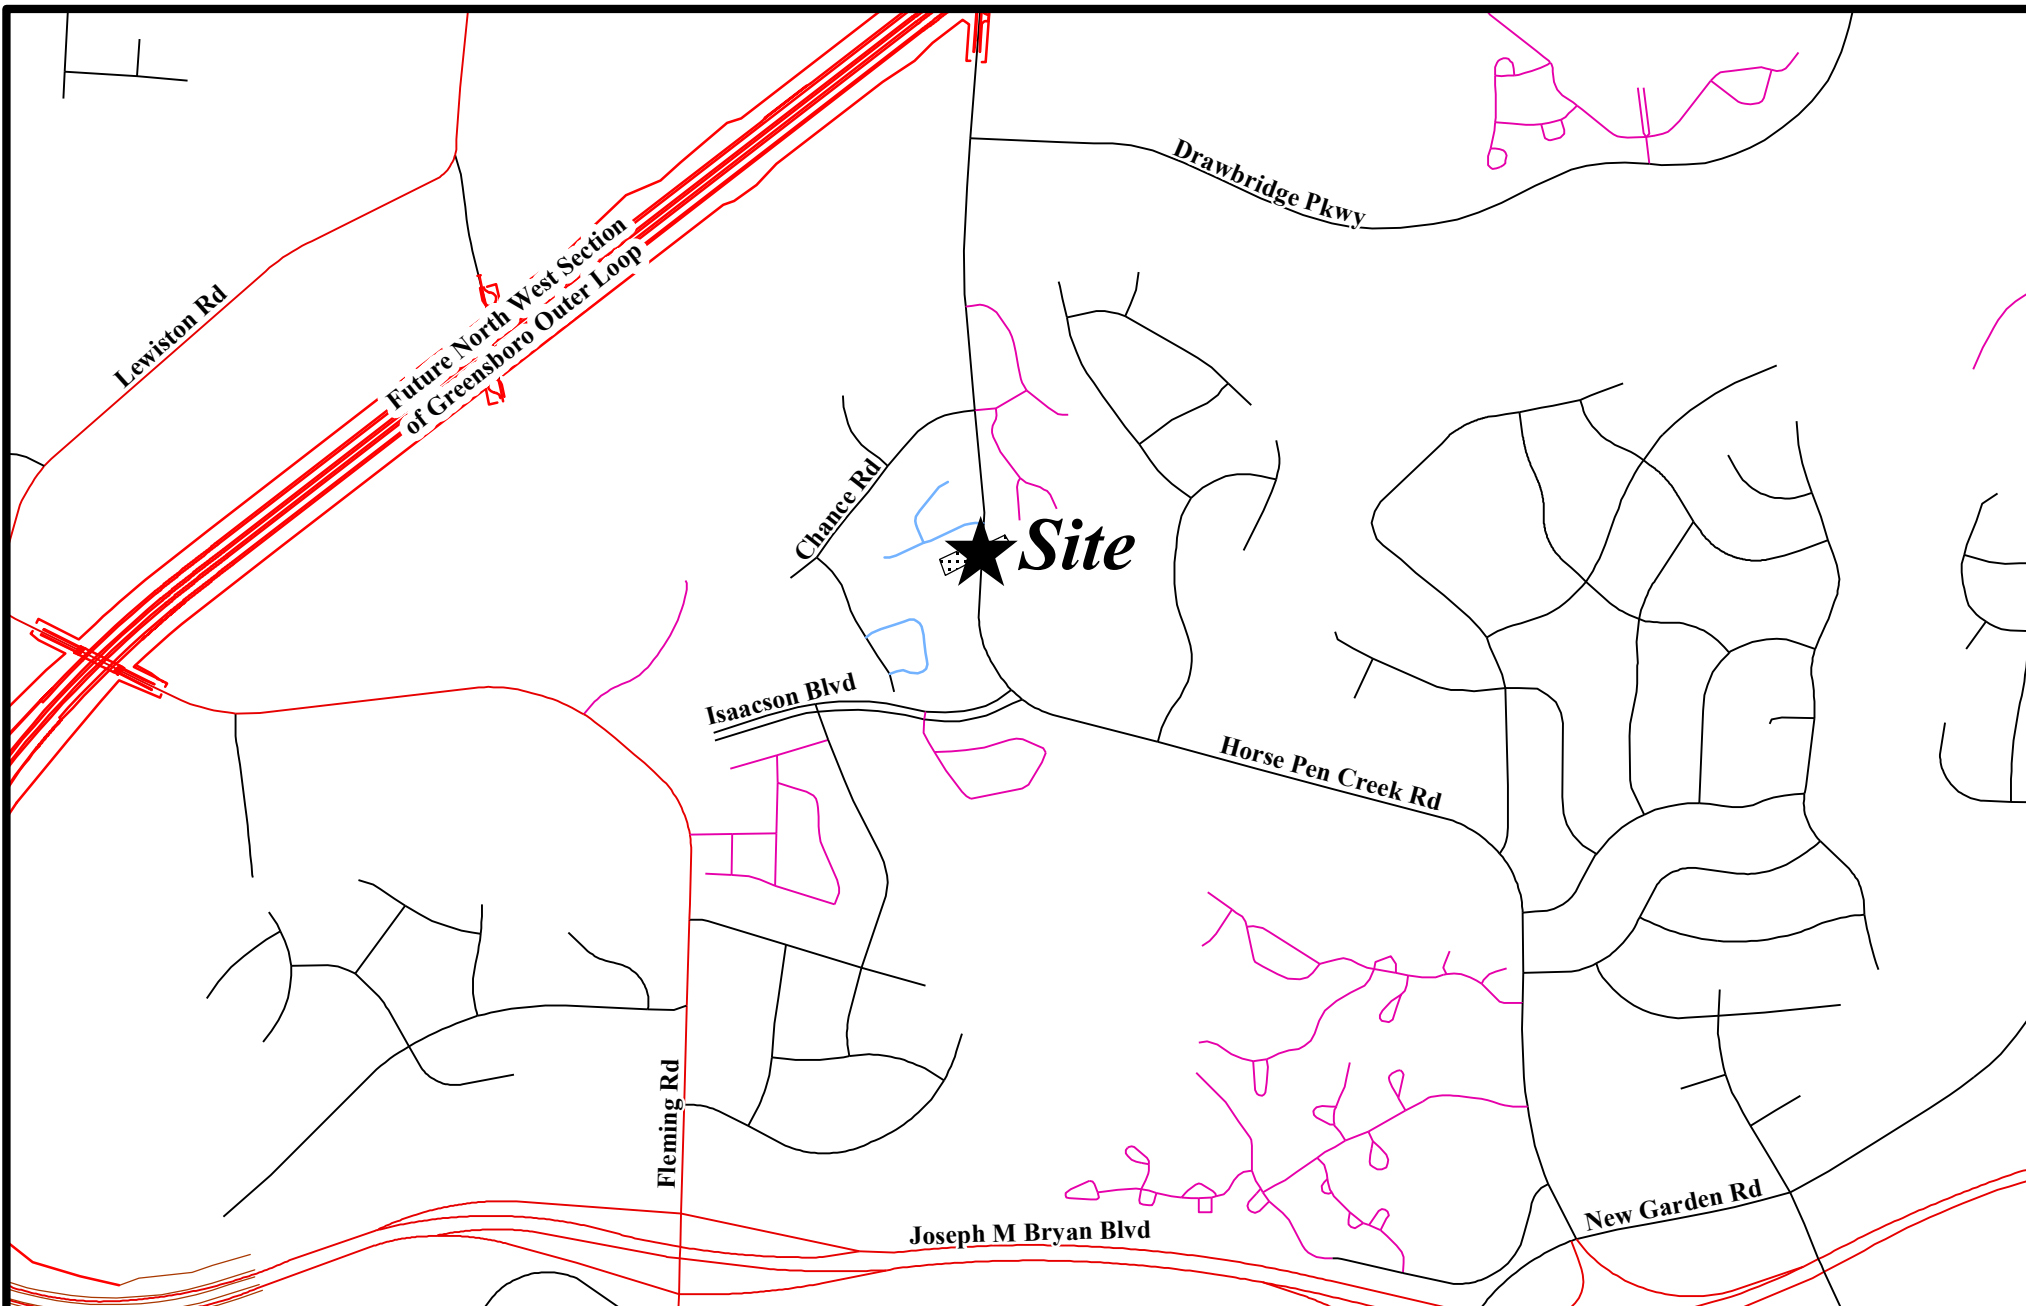 Drawbridge Pkwy
Lewiston Rd
Future North West Section
of Greensboro Outer Loop
Chance Rd
Site
Isaacson Blvd
Horse Pen Creek Rd
Fleming Rd
New Garden Rd
Joseph M Bryan Blvd